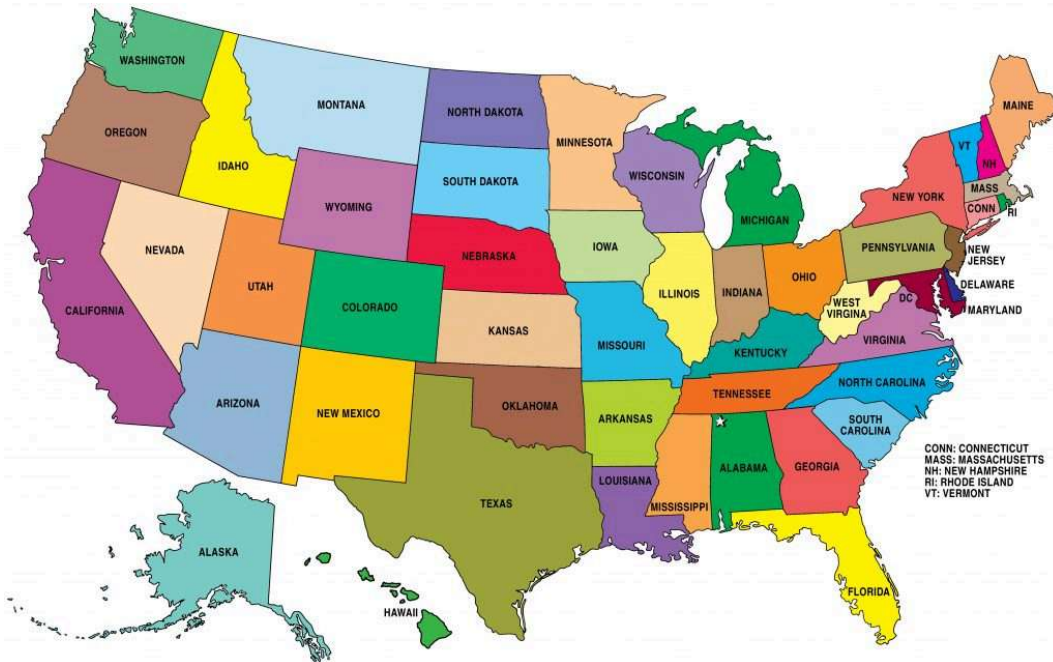 WASHINGTON
OREGON
IDAHO
MONTANA
WYOMING
NORTH DAKOTA
SOUTH DAKOTA
NEBRASKA
MINNESOTA
WISCONSIN
IOWA
MICHIGAN
MAINE
VT
NH
MASS
CONN
RI
NEW YORK
PENNSYLVANIA
NEW
JERSEY
DELAWARE
MARYLAND
DC
CALIFORNIA
NEVADA
UTAH
COLORADO
KANSAS
MISSOURI
ILLINOIS
INDIANA
OHIO
WEST
VIRGINA
VIRGINIA
KENTUCKY
TENNESSEE
NORTH CAROLINA
SOUTH
CAROLINA
ARIZONA
NEW MEXICO
OKLAHOMA
ARKANSAS
TEXAS
LOUISIANA
MISSISSIPPI
ALABAMA
GEORGIA
FLORIDA
ALASKA
HAWAII
CONN: CONNECTICUT
MASS: MASSACHUSETTS
NH: NEW HAMPSHIRE
RI: RHODE ISLAND
VT: VERMONT